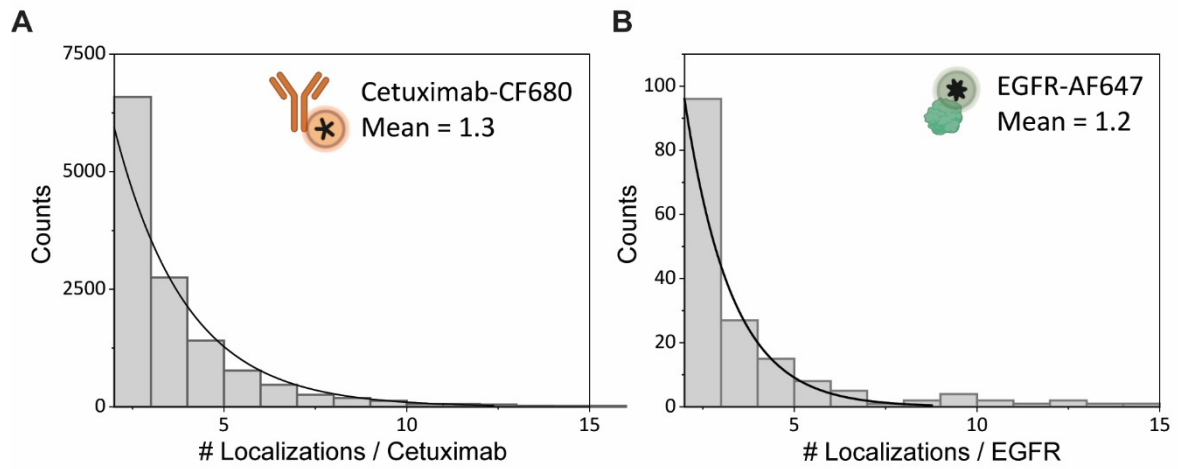 A
Cetuximab-CF680
Mean = 1.3
Counts
7500
5000
2500
0
5
10
15
# Localizations / Cetuximab
B
EGFR-AF647
Mean = 1.2
Counts
100
80
60
40
20
0
5
10
15
# Localizations / EGFR